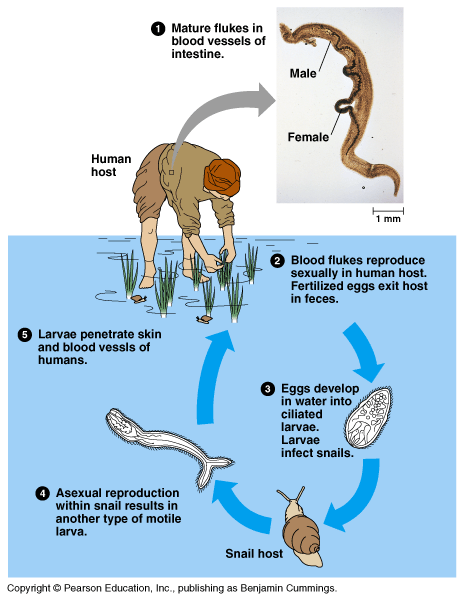 1 Mature flukes in
blood vessels of
intestine.
Male
Female
Human
host
1 mm
2 Blood flukes reproduce
sexually in human host.
Fertilized eggs exit host
in feces.
5 Larvae penetrate skin
and blood vessls of
humans.
3 Eggs develop
in water into
ciliated
larvae.
Larvae
infect snails.
4 Asexual reproduction
within snail results in
another type of motile
larva.
Snail host
Copyright © Pearson Education, Inc., publishing as Benjamin Cummings.